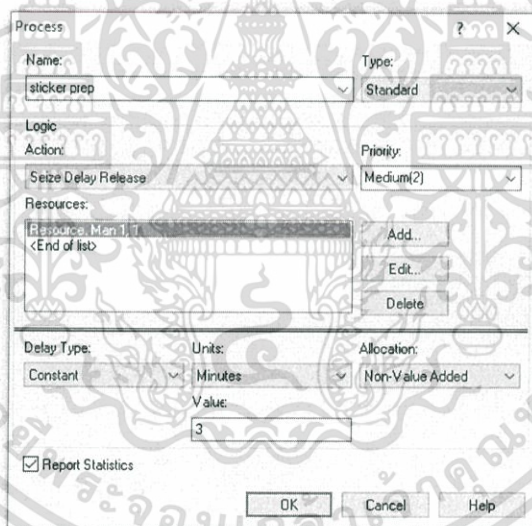 Process ? X
Name: Type:
sticker prep Standard
Logic
Action: Priority:
Seize Delay Release Medium(2)
Resources:
Resource, Man 1, 1
<End of list>
Add...
Edit...
Delete
Delay Type: Units: Allocation:
Constant Minutes Non-Value Added
Value:
3
Report Statistics
OK Cancel Help